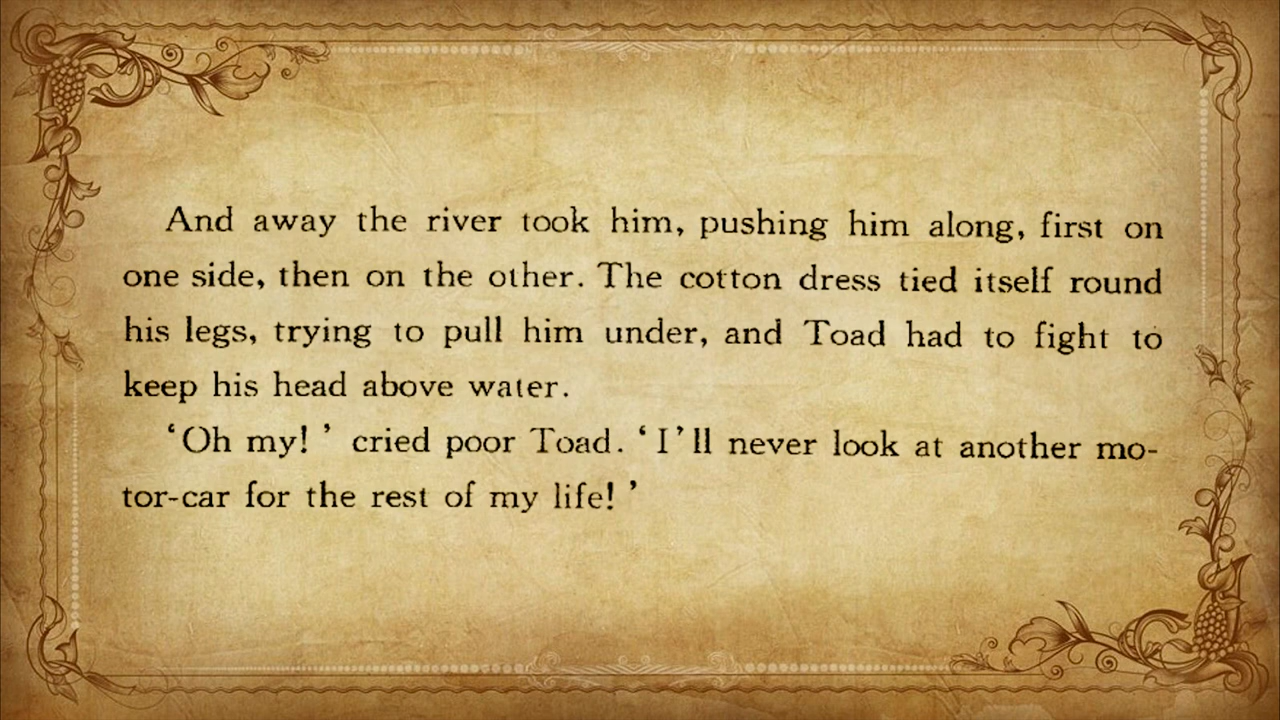 And away the river took him, pushing him along, first on
one side, then on the other. The cotton dress tied itself round
his legs, trying to pull him under, and Toad had to fight to
keep his head above water.
‘Oh my! ’ cried poor Toad. ‘I’ll never look at another mo-
tor-car for the rest of my life! ’